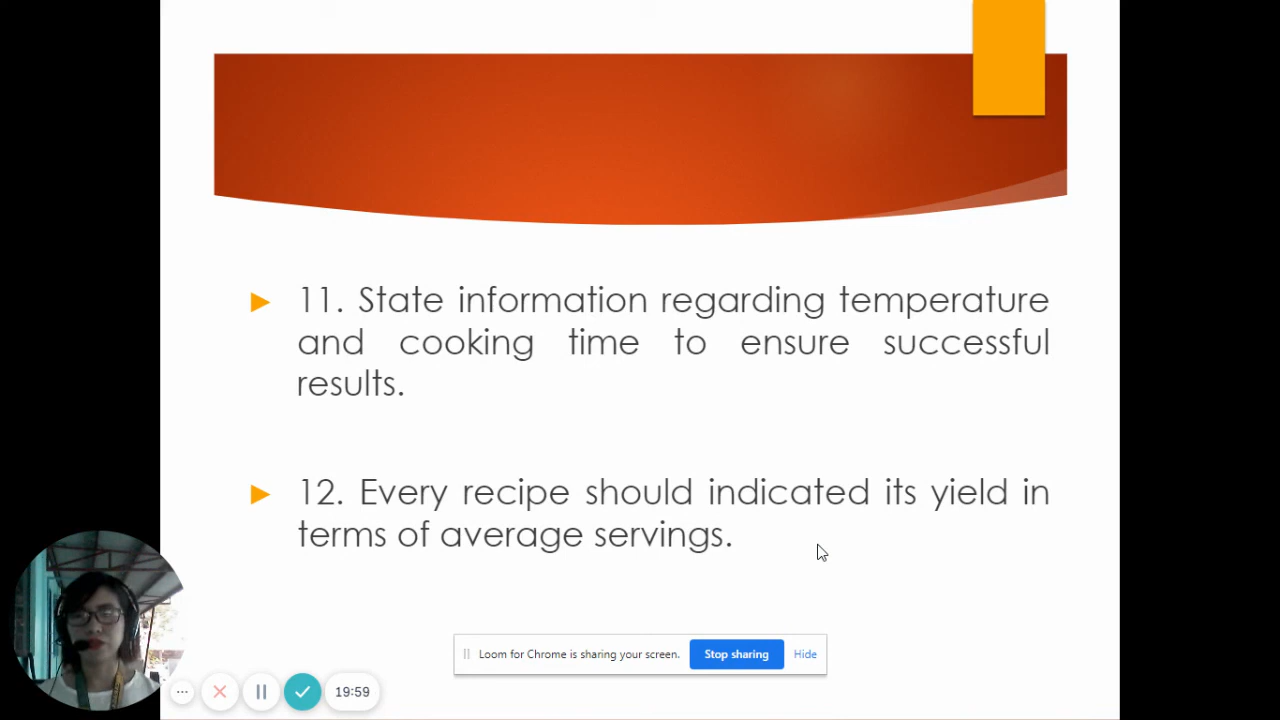 11. State information regarding temperature
and cooking time to ensure successful
results.
12. Every recipe should indicated its yield in
terms of average servings.
Loom for Chrome is sharing your screen. Stop sharing Hide
19:59